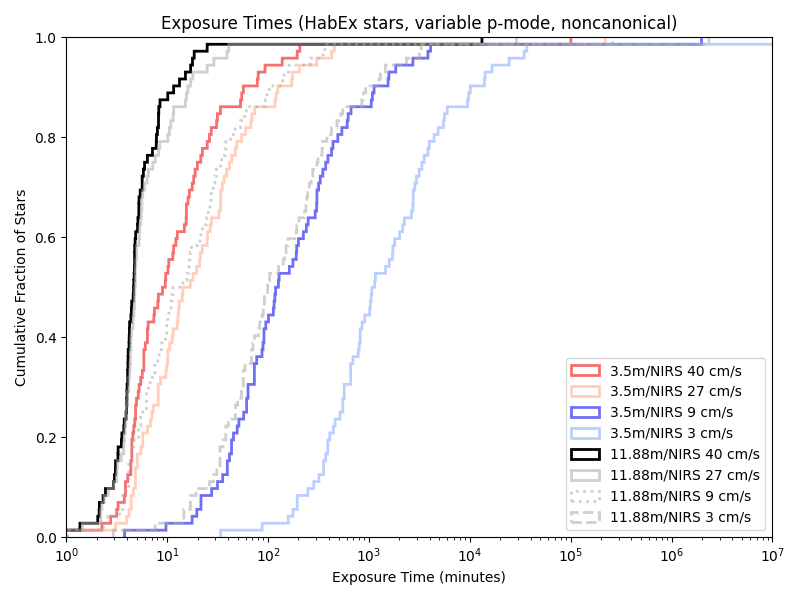 Exposure Times (HabEx stars, variable p-mode, noncanonical)
1.0
0.8
0.6
0.4
0.2
0.0
Cumulative Fraction of Stars
3.5m/NIRS 40 cm/s
3.5m/NIRS 27 cm/s
3.5m/NIRS 9 cm/s
3.5m/NIRS 3 cm/s
11.88m/NIRS 40 cm/s
11.88m/NIRS 27 cm/s
11.88m/NIRS 9 cm/s
11.88m/NIRS 3 cm/s
10⁰ 10¹ 10² 10³ 10⁴ 10⁵ 10⁶ 10⁷
Exposure Time (minutes)